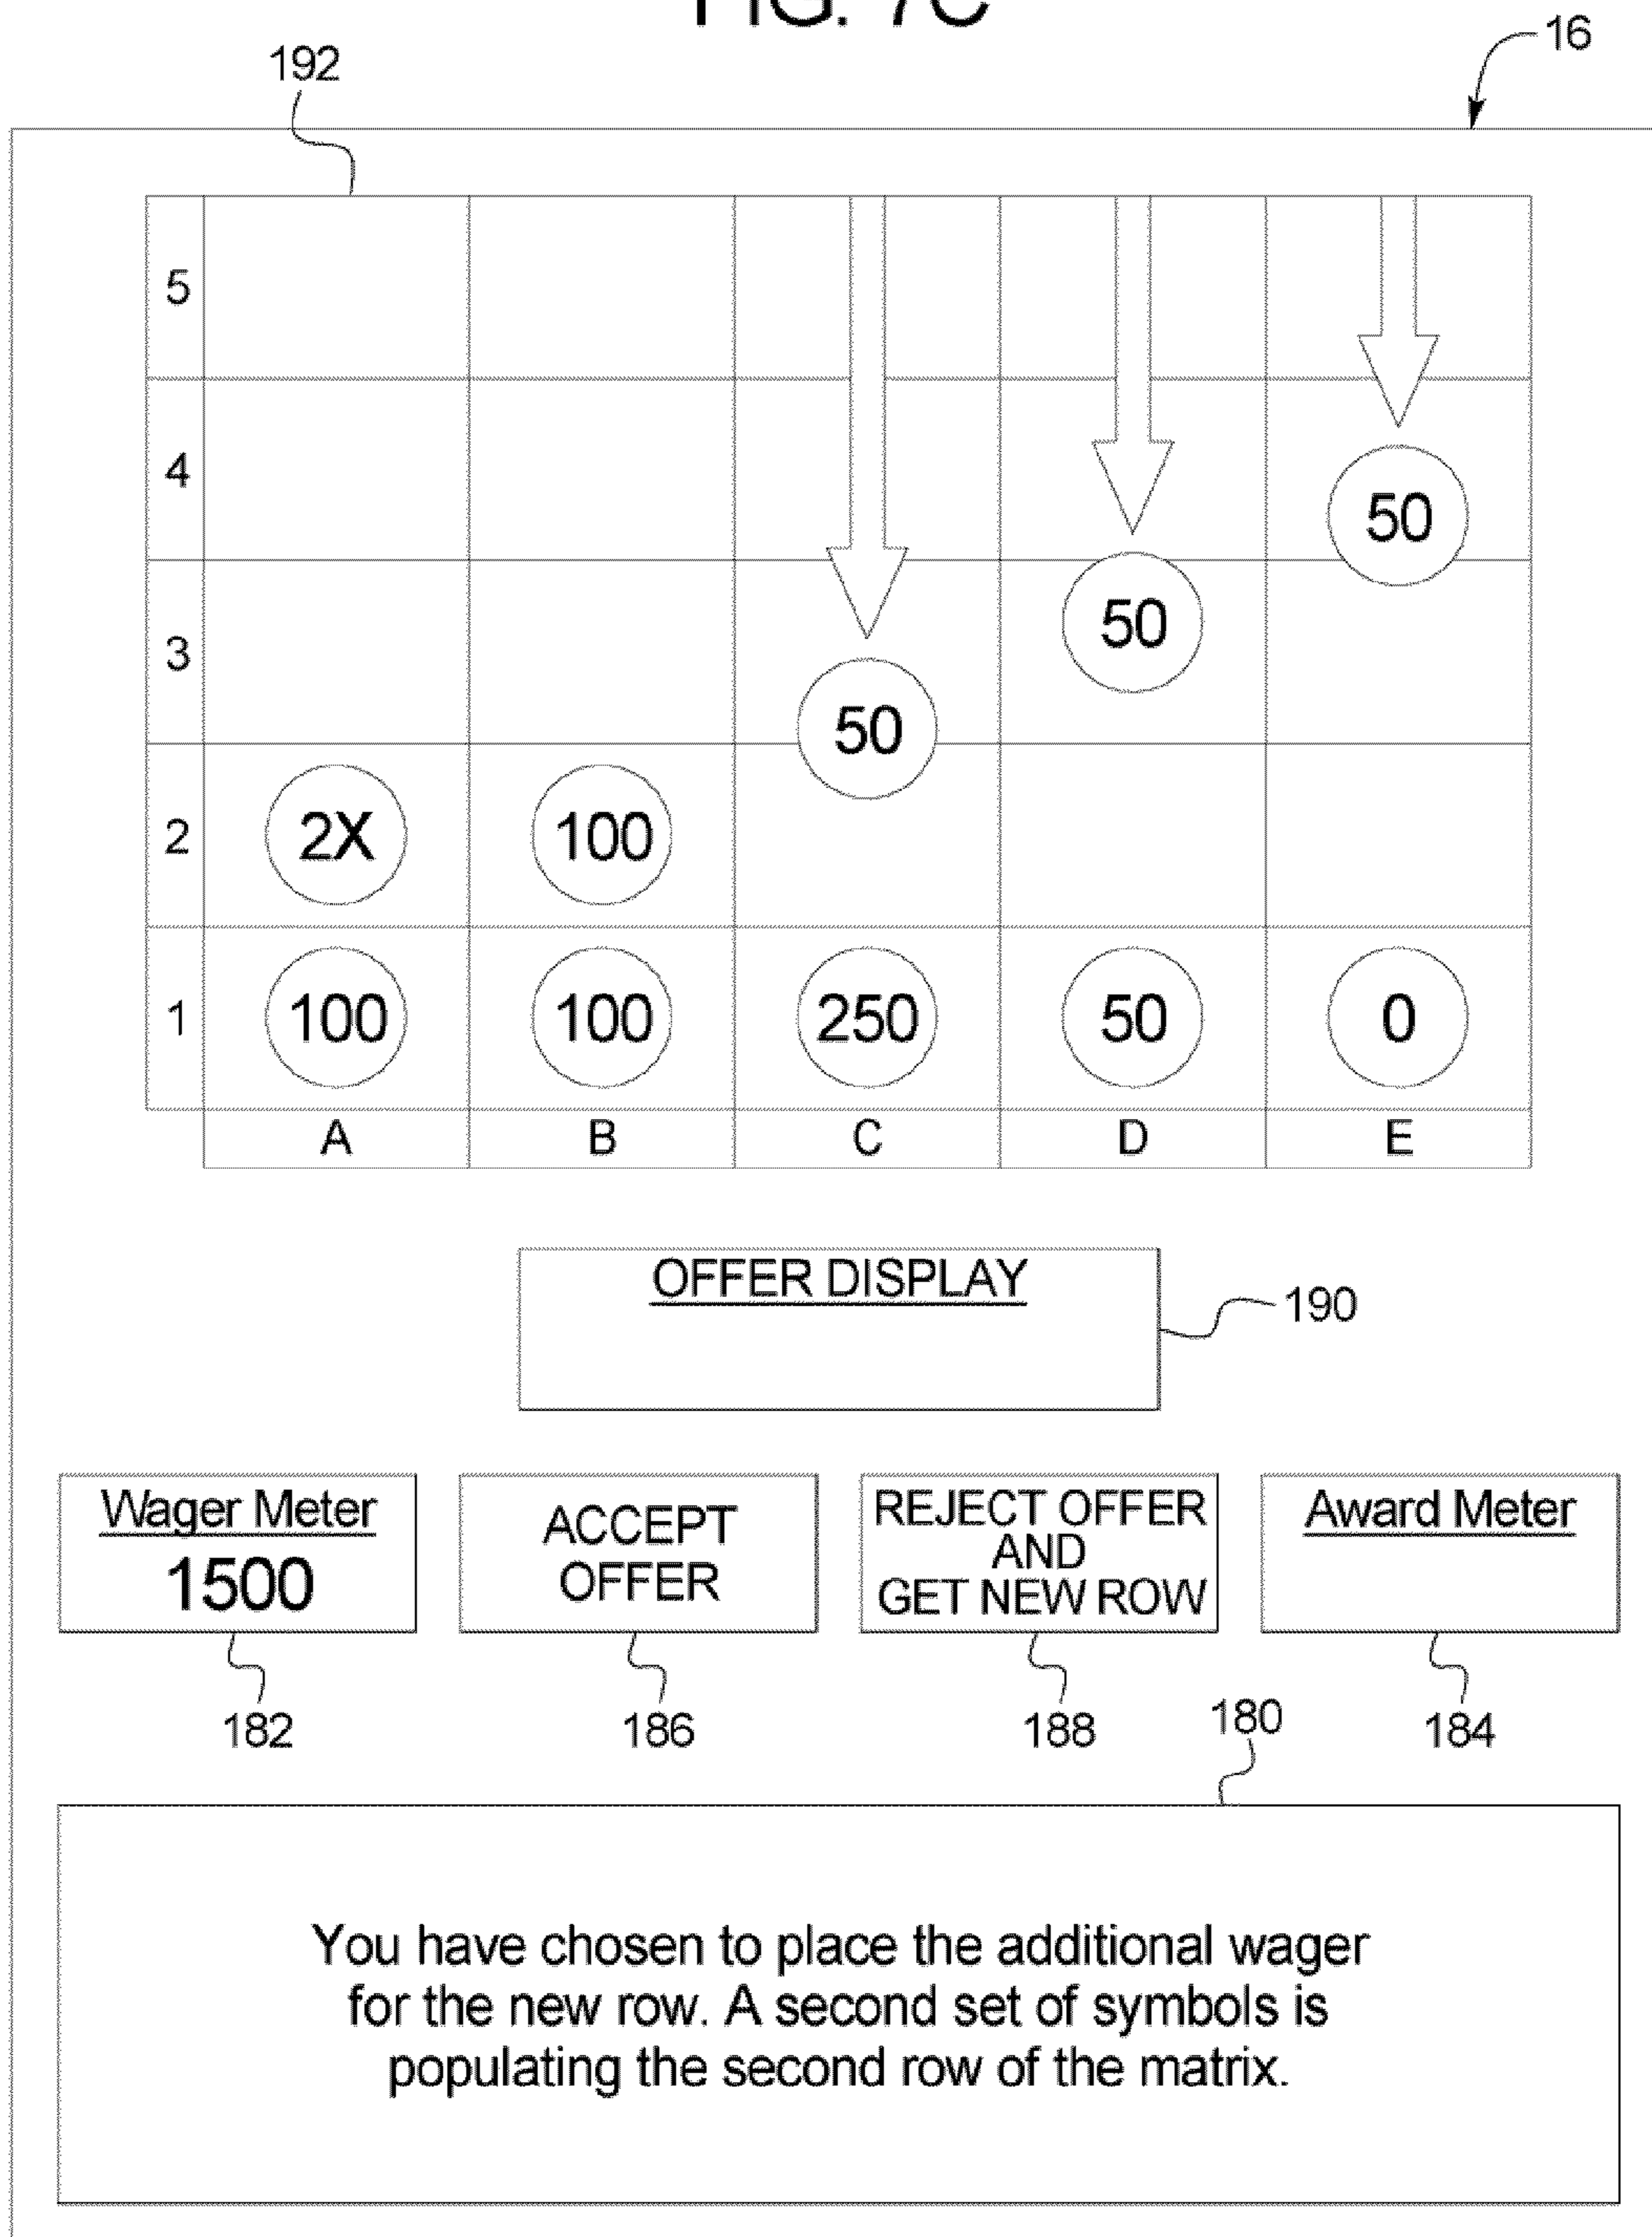 FIG. 7C
16
192
5
4
50
50
3
50
2 2X 100
1 100 100 250 50 0
A B C D E
OFFER DISPLAY
190
Wager Meter
1500
ACCEPT
OFFER
REJECT OFFER
AND
GET NEW ROW
Award Meter
182 186 188 180 184
You have chosen to place the additional wager
for the new row. A second set of symbols is
populating the second row of the matrix.